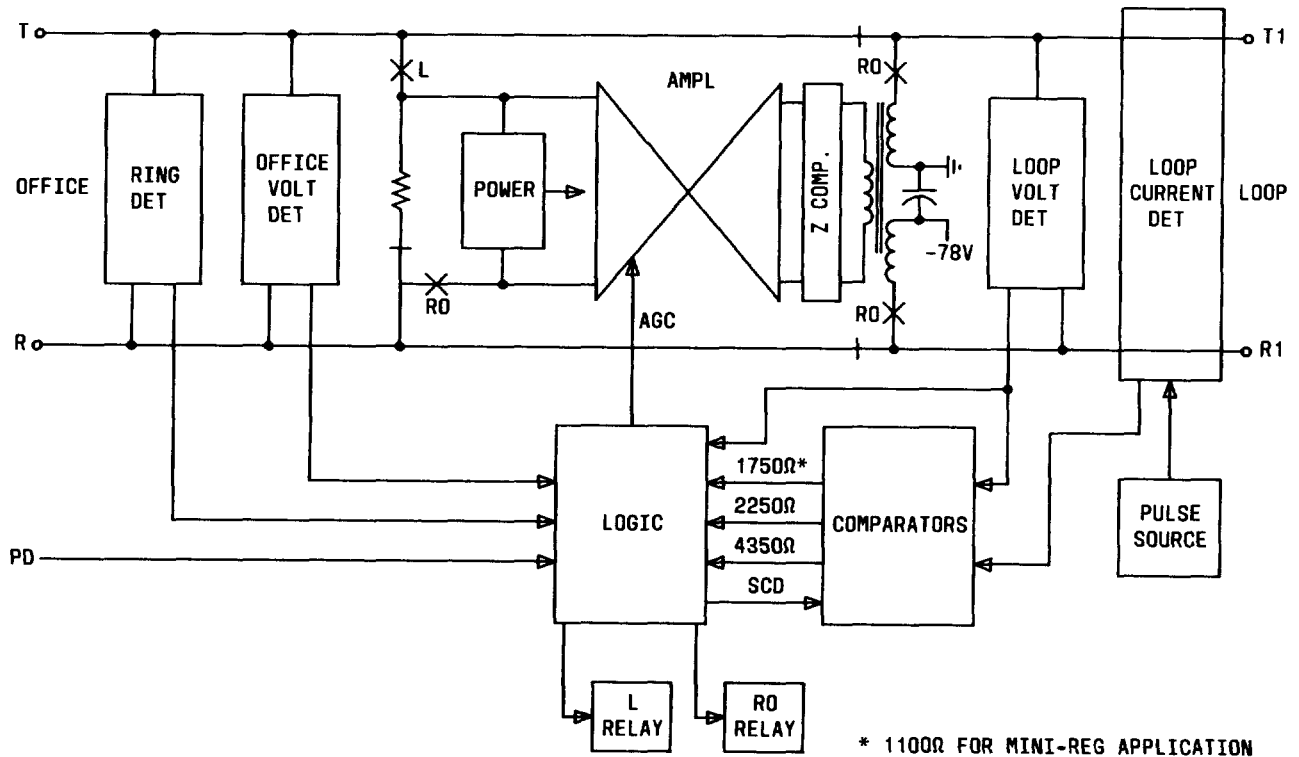 T
T1
L
AMPL
RO
OFFICE
RING
DET
OFFICE
VOLT
DET
POWER
Z COMP.
LOOP
VOLT
DET
LOOP
CURRENT
DET
LOOP
-78V
RO
RO
AGC
R
R1
1750Ω*
2250Ω
4350Ω
SCD
LOGIC
COMPARATORS
PULSE
SOURCE
PD
L
RELAY
RO
RELAY
* 1100Ω FOR MINI-REG APPLICATION